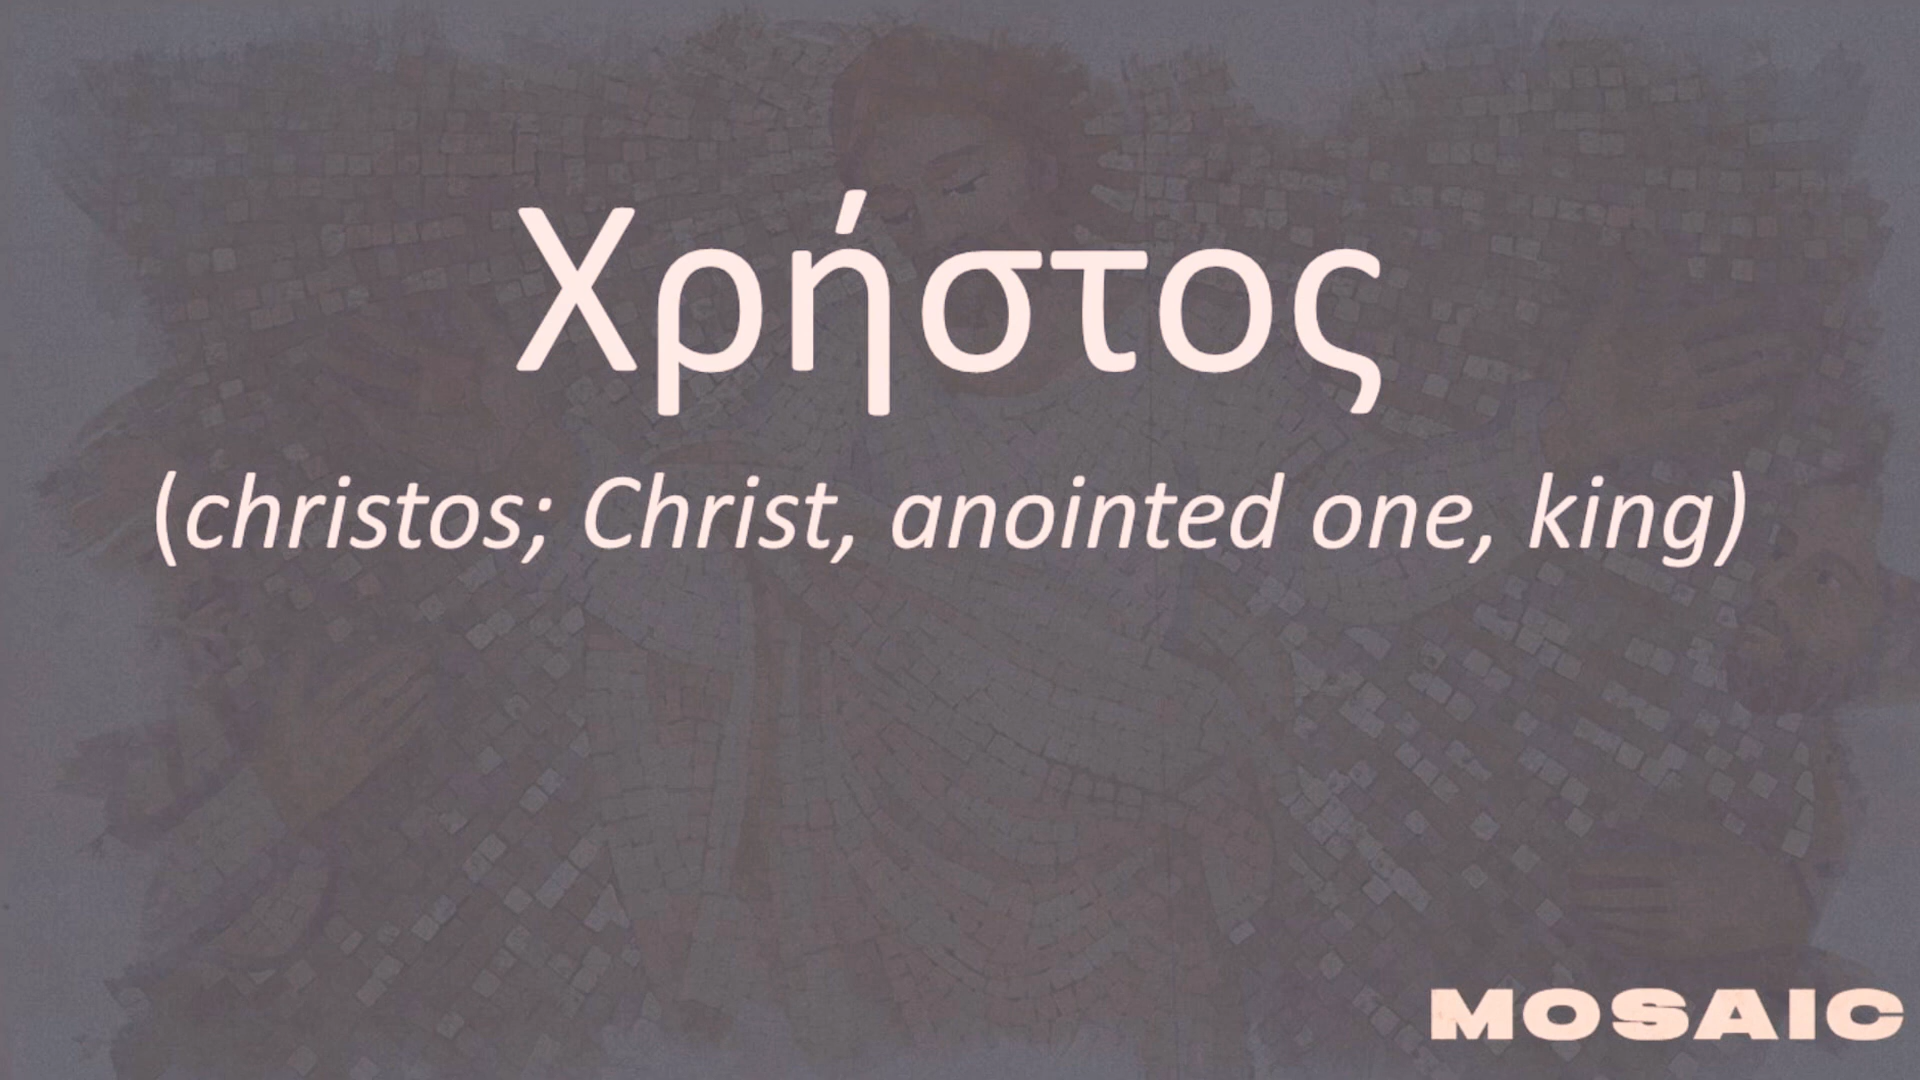 Χρήστος
(christos; Christ, anointed one, king)
MOSAIC